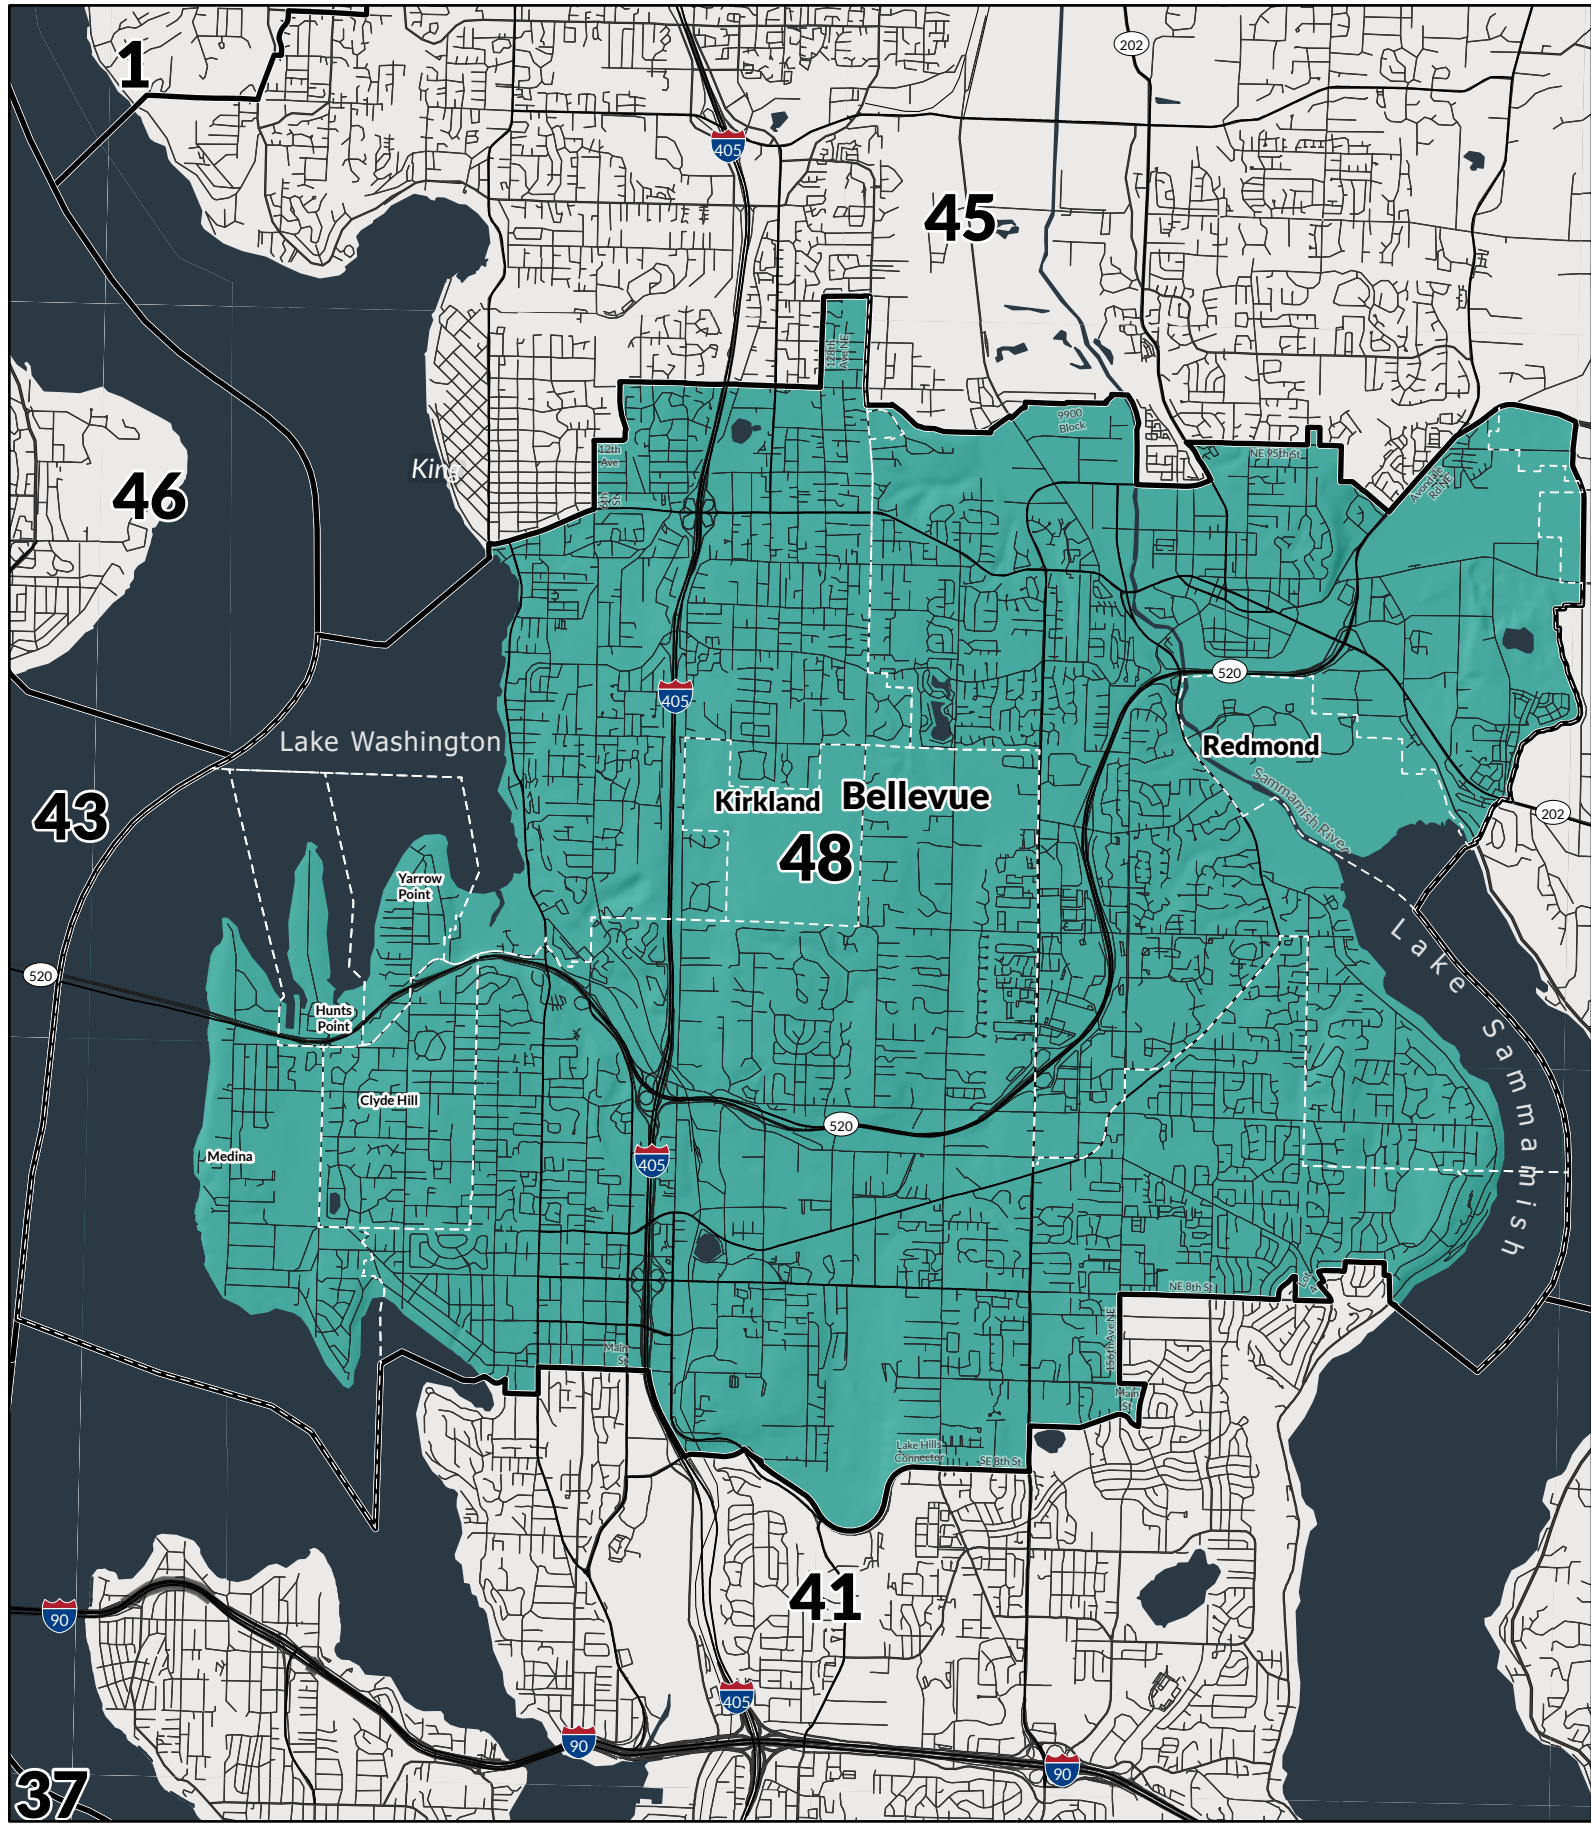 1
202
405
45
128th
Ave NE
9900
Block
12th
Ave
NE 95th St
King
46
Avondale
Rd NE
6th
St
520
405
Redmond
Lake Washington
Sammamish River
Kirkland
Bellevue
43
202
48
Yarrow
Point
Lake Sammamish
520
Hunts
Point
Clyde Hill
520
Medina
405
NE 8th St
156th Ave NE
Main
St
Main
St
Lake Hills
Connector
SE 8th St
41
90
405
90
90
37